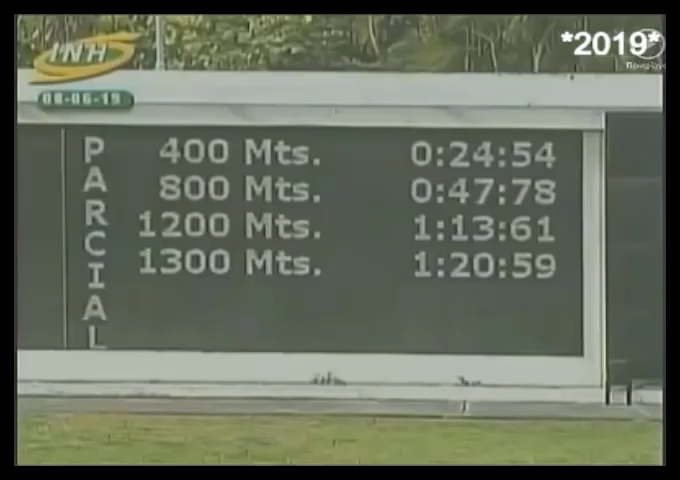 INH
*2019*
08-06-19
PARCIAL
400 Mts. 0:24:54
800 Mts. 0:47:78
1200 Mts. 1:13:61
1300 Mts. 1:20:59